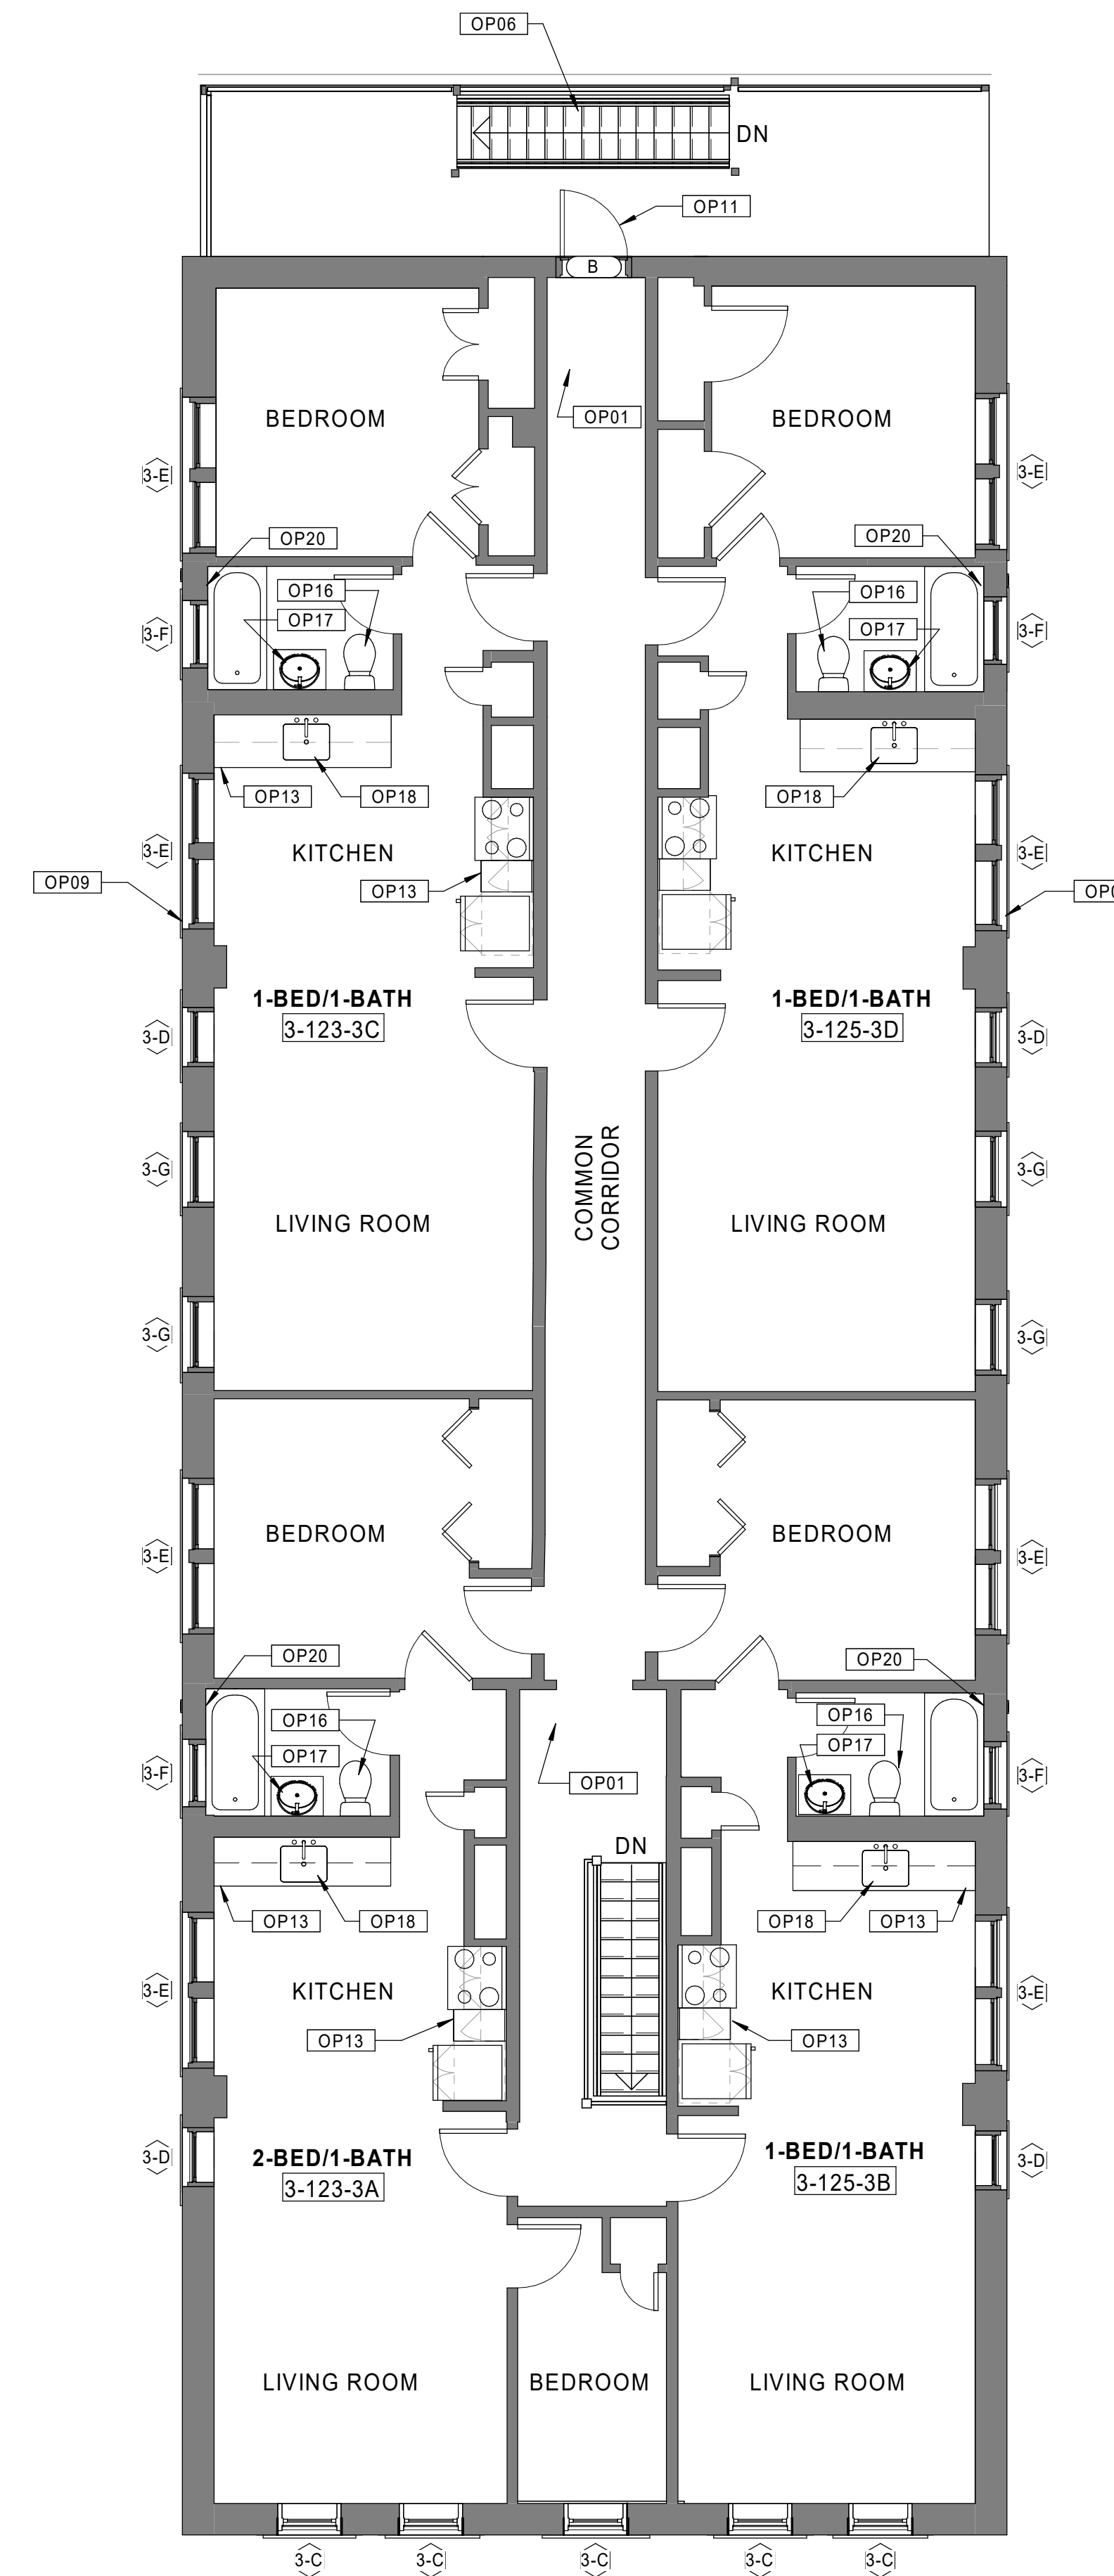 OP06
DN
OP11
B
BEDROOM
OP01
BEDROOM
3-E
3-E
OP20
OP20
OP16
OP16
OP17
OP17
3-F
3-F
OP13
OP18
OP18
KITCHEN
KITCHEN
3-E
3-E
OP09
OP13
1-BED/1-BATH
3-123-3C
1-BED/1-BATH
3-125-3D
3-D
3-D
COMMON
CORRIDOR
3-G
3-G
LIVING ROOM
LIVING ROOM
3-G
3-G
BEDROOM
BEDROOM
3-E
3-E
OP20
OP20
OP16
OP16
OP17
OP17
3-F
3-F
OP01
DN
OP13
OP18
OP18
OP13
KITCHEN
KITCHEN
3-E
3-E
OP13
OP13
2-BED/1-BATH
3-123-3A
1-BED/1-BATH
3-125-3B
3-D
3-D
LIVING ROOM
BEDROOM
LIVING ROOM
3-C
3-C
3-C
3-C
3-C